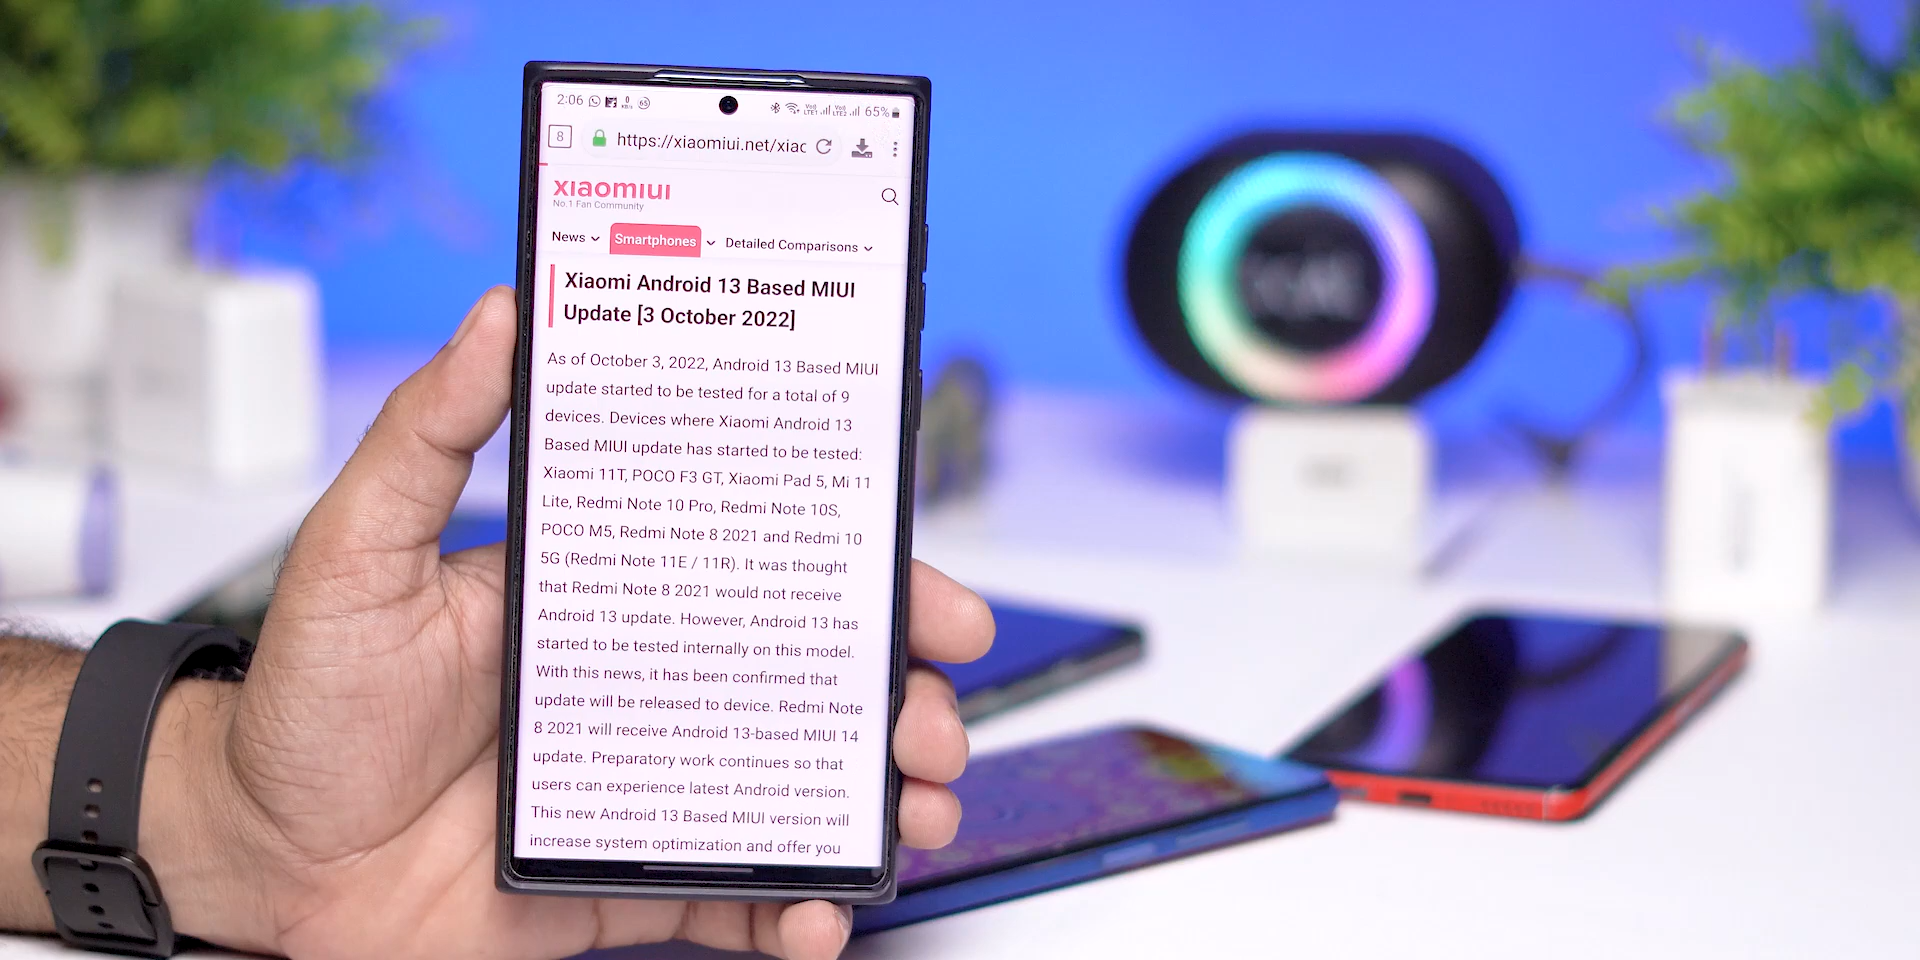 2:06
65%
8
https://xiaomiui.net/xiac
xiaomiui
No.1 Fan Community
News Smartphones Detailed Comparisons
Xiaomi Android 13 Based MIUI
Update [3 October 2022]
As of October 3, 2022, Android 13 Based MIUI
update started to be tested for a total of 9
devices. Devices where Xiaomi Android 13
Based MIUI update has started to be tested:
Xiaomi 11T, POCO F3 GT, Xiaomi Pad 5, Mi 11
Lite, Redmi Note 10 Pro, Redmi Note 10S,
POCO M5, Redmi Note 8 2021 and Redmi 10
5G (Redmi Note 11E / 11R). It was thought
that Redmi Note 8 2021 would not receive
Android 13 update. However, Android 13 has
started to be tested internally on this model.
With this news, it has been confirmed that
update will be released to device. Redmi Note
8 2021 will receive Android 13-based MIUI 14
update. Preparatory work continues so that
users can experience latest Android version.
This new Android 13 Based MIUI version will
increase system optimization and offer you